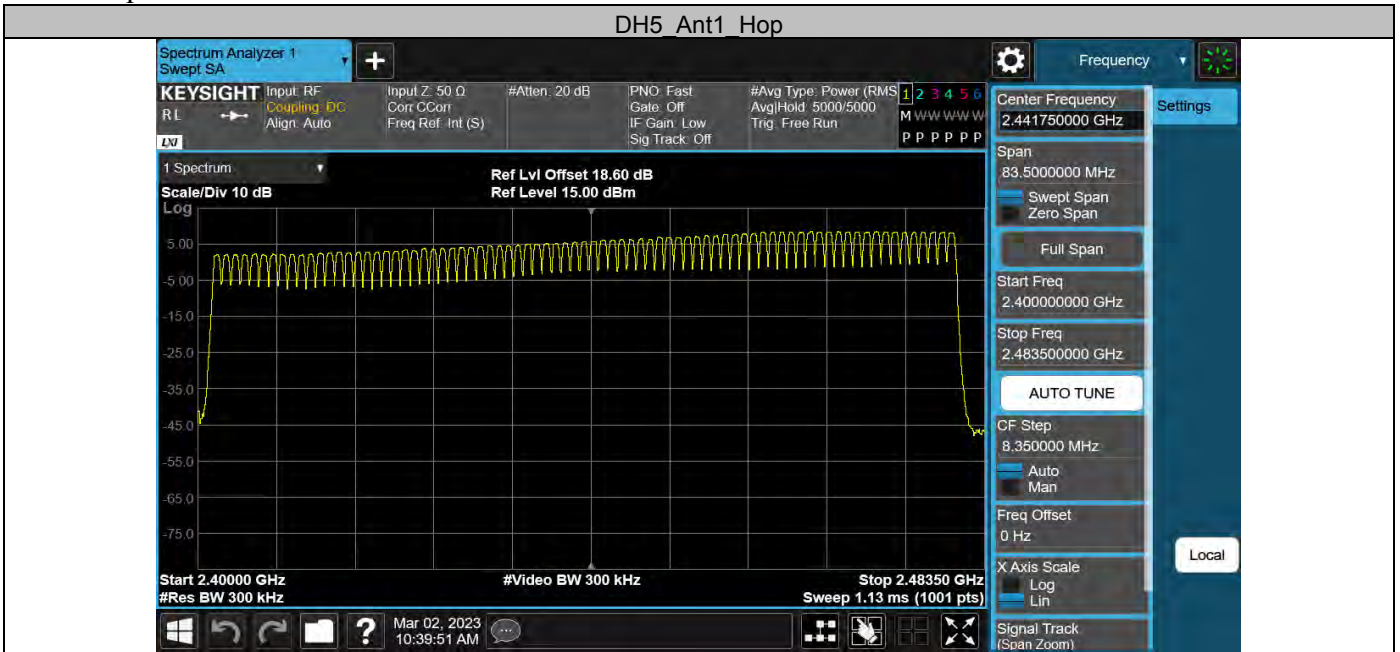 DH5_Ant1_Hop
Spectrum Analyzer 1
Swept SA
+
Frequency
KEYSIGHT
Input: RF
Input Z: 50 Ω
#Atten: 20 dB
PNO: Fast
#Avg Type: Power (RMS
1 2 3 4 5 6
RL
Coupling: DC
Corr CCorr
Gate: Off
Avg|Hold: 5000/5000
M W W W W W
Align: Auto
Freq Ref: Int (S)
IF Gain: Low
Trig: Free Run
LXI
Sig Track: Off
P P P P P P
1 Spectrum
Ref Lvl Offset 18.60 dB
Scale/Div 10 dB
Ref Level 15.00 dBm
Log
5.00
-5.00
-15.0
-25.0
-35.0
-45.0
-55.0
-65.0
-75.0
Start 2.40000 GHz
#Video BW 300 kHz
Stop 2.48350 GHz
#Res BW 300 kHz
Sweep 1.13 ms (1001 pts)
Center Frequency
2.441750000 GHz
Settings
Span
83.5000000 MHz
Swept Span
Zero Span
Full Span
Start Freq
2.400000000 GHz
Stop Freq
2.483500000 GHz
AUTO TUNE
CF Step
8.350000 MHz
Auto
Man
Freq Offset
0 Hz
Local
X Axis Scale
Log
Lin
Signal Track
(Span Zoom)
?
Mar 02, 2023
10:39:51 AM